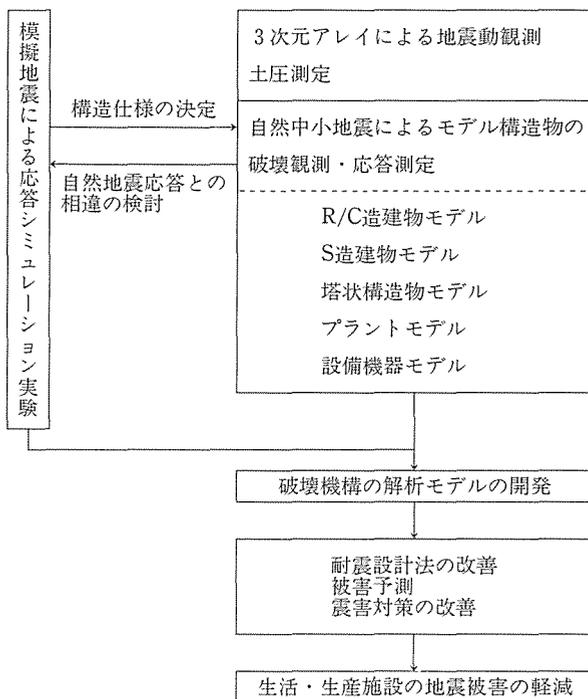 模擬地震による応答シミュレーション実験
3次元アレイによる地震動観測
土圧測定
構造仕様の決定
自然地震応答との
相違の検討
自然中小地震によるモデル構造物の
破壊観測・応答測定
R/C造建物モデル
S造建物モデル
塔状構造物モデル
プラントモデル
設備機器モデル
破壊機構の解析モデルの開発
耐震設計法の改善
被害予測
震害対策の改善
生活・生産施設の地震被害の軽減